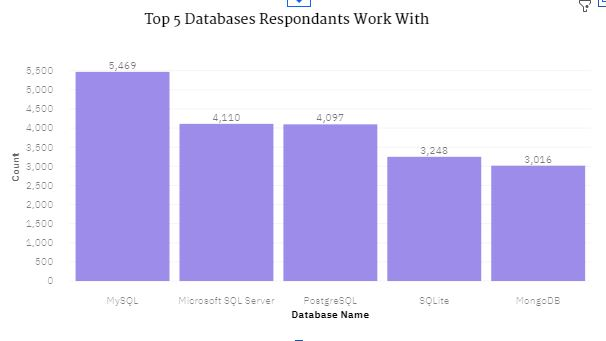 Top 5 Databases Respondants Work With
5,500
5,000
4,500
4,000
3,500
3,000
2,500
2,000
1,500
1,000
500
0
Count
5,469
4,110
4,097
3,248
3,016
MySQL
Microsoft SQL Server
PostgreSQL
SQLite
MongoDB
Database Name